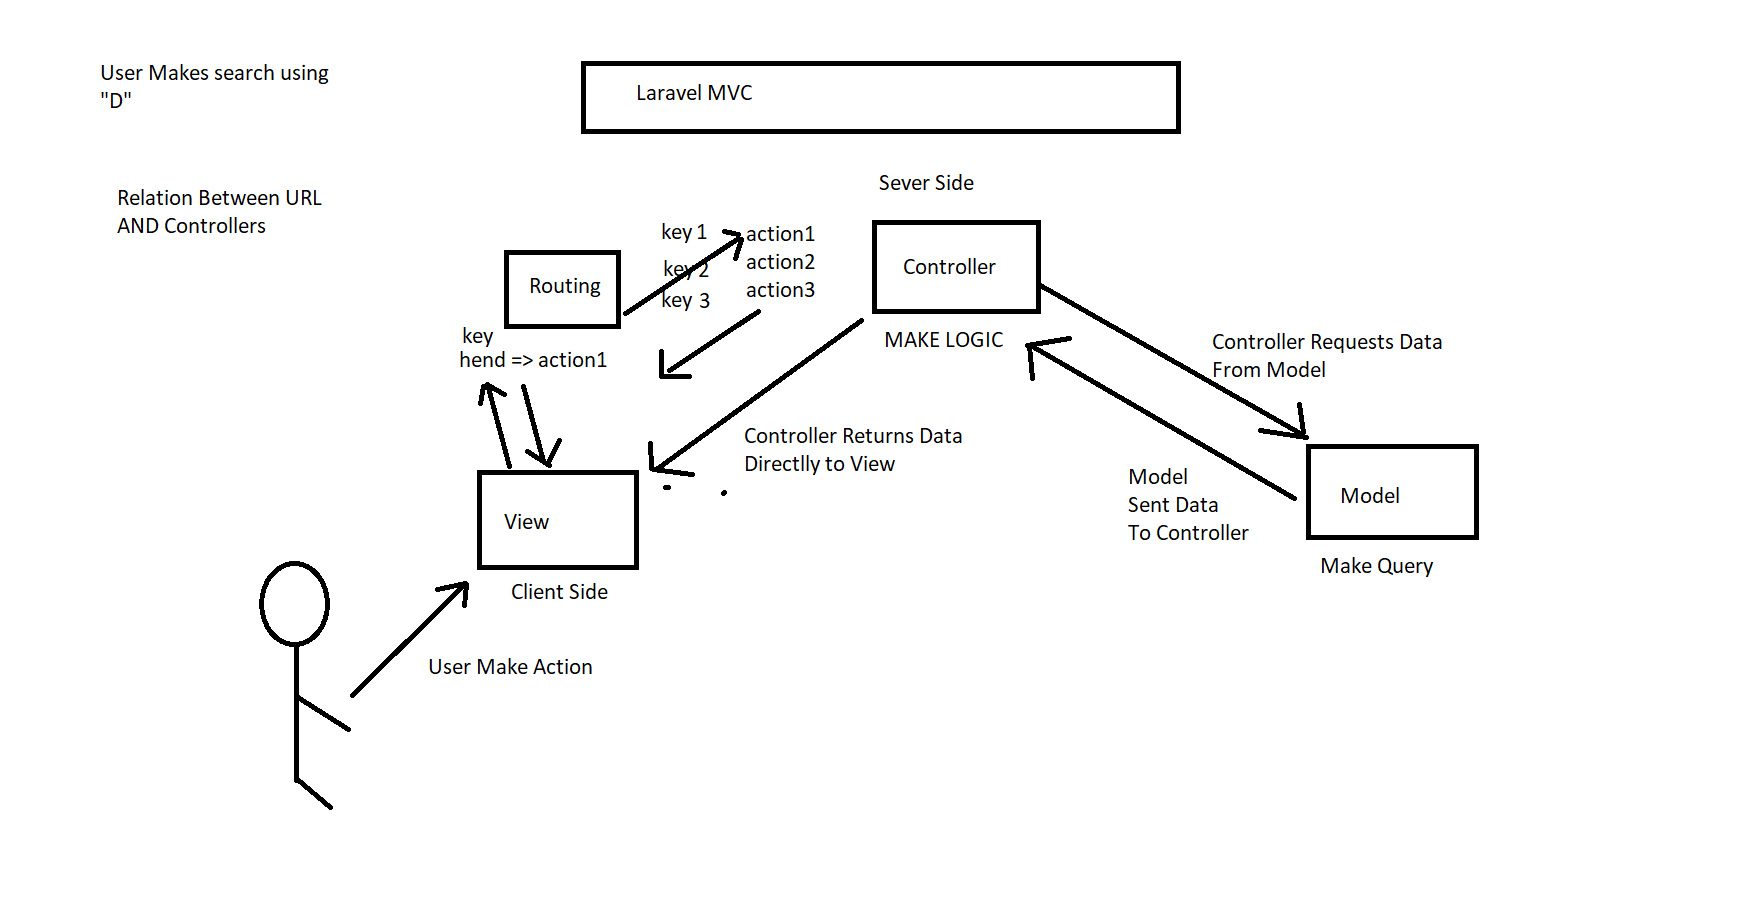 User Makes search using
"D"
Laravel MVC
Relation Between URL
AND Controllers
Sever Side
key 1
key 2
key 3
action1
action2
action3
Routing
Controller
key
hend => action1
MAKE LOGIC
Controller Requests Data
From Model
Controller Returns Data
Directlly to View
Model
Sent Data
To Controller
Model
Make Query
View
Client Side
User Make Action